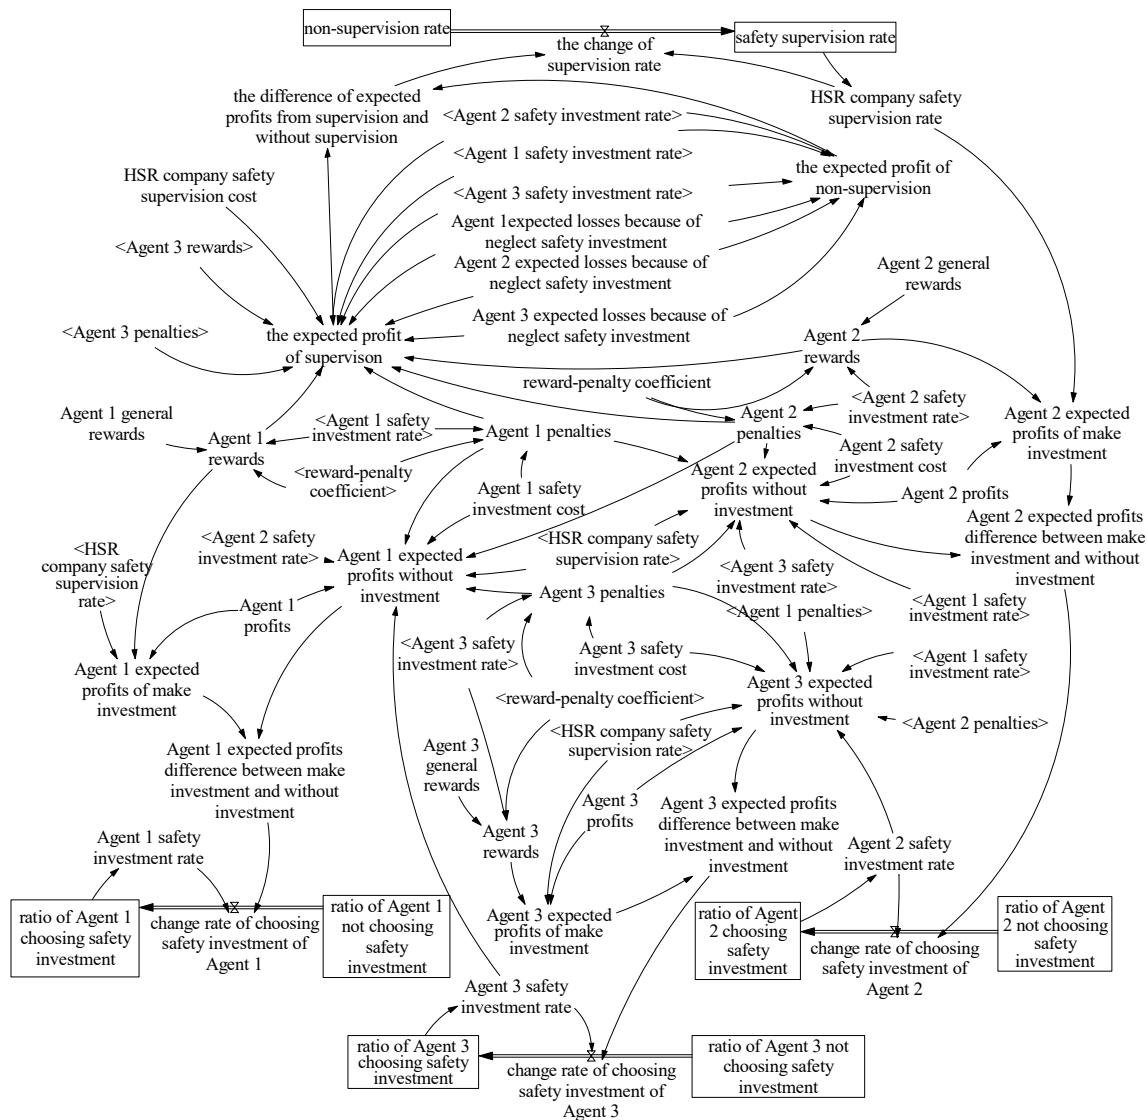 non-supervision rate
safety supervision rate
the change of
supervision rate
the difference of expected
profits from supervision and
without supervision
HSR company safety
supervision rate
<Agent 2 safety investment rate>
<Agent 1 safety investment rate>
the expected profit of
non-supervision
HSR company safety
supervision cost
<Agent 3 safety investment rate>
Agent 1expected losses because of
neglect safety investment
<Agent 3 rewards>
Agent 2 expected losses because of
neglect safety investment
Agent 2 general
rewards
Agent 3 expected losses because of
neglect safety investment
<Agent 3 penalties>
the expected profit
of supervison
Agent 2
rewards
reward-penalty coefficient
<Agent 2 safety
investment rate>
Agent 1 general
rewards
<Agent 1 safety
investment rate>
Agent 2
penalties
Agent 2 expected
profits of make
investment
Agent 1
rewards
Agent 1 penalties
Agent 2 safety
investment cost
<reward-penalty
coefficient>
Agent 1 safety
investment cost
Agent 2 expected
profits without
investment
Agent 2 profits
Agent 2 expected profits
difference between make
investment and without
investment
<Agent 2 safety
investment rate>
Agent 1 expected
profits without
investment
<HSR company safety
supervision rate>
<HSR
company safety
supervision
rate>
<Agent 3 safety
investment rate>
Agent 3 penalties
<Agent 1 penalties>
<Agent 1 safety
investment rate>
Agent 1
profits
<Agent 3 safety
investment rate>
Agent 3 safety
investment cost
<Agent 1 safety
investment rate>
Agent 1 expected
profits of make
investment
<reward-penalty coefficient>
Agent 3 expected
profits without
investment
<Agent 2 penalties>
<HSR company safety
supervision rate>
Agent 1 expected profits
difference between make
investment and without
investment
Agent 3
general
rewards
Agent 3
profits
Agent 3 expected profits
difference between make
investment and without
investment
Agent 3
rewards
Agent 1 safety
investment rate
Agent 2 safety
investment rate
ratio of Agent 1
choosing safety
investment
change rate of choosing
safety investment of
Agent 1
ratio of Agent 1
not choosing
safety
investment
Agent 3 expected
profits of make
investment
ratio of Agent
2 choosing
safety
investment
change rate of choosing
safety investment of
Agent 2
ratio of Agent
2 not choosing
safety
investment
Agent 3 safety
investment rate
ratio of Agent 3
choosing safety
investment
change rate of choosing
safety investment of
Agent 3
ratio of Agent 3 not
choosing safety
investment